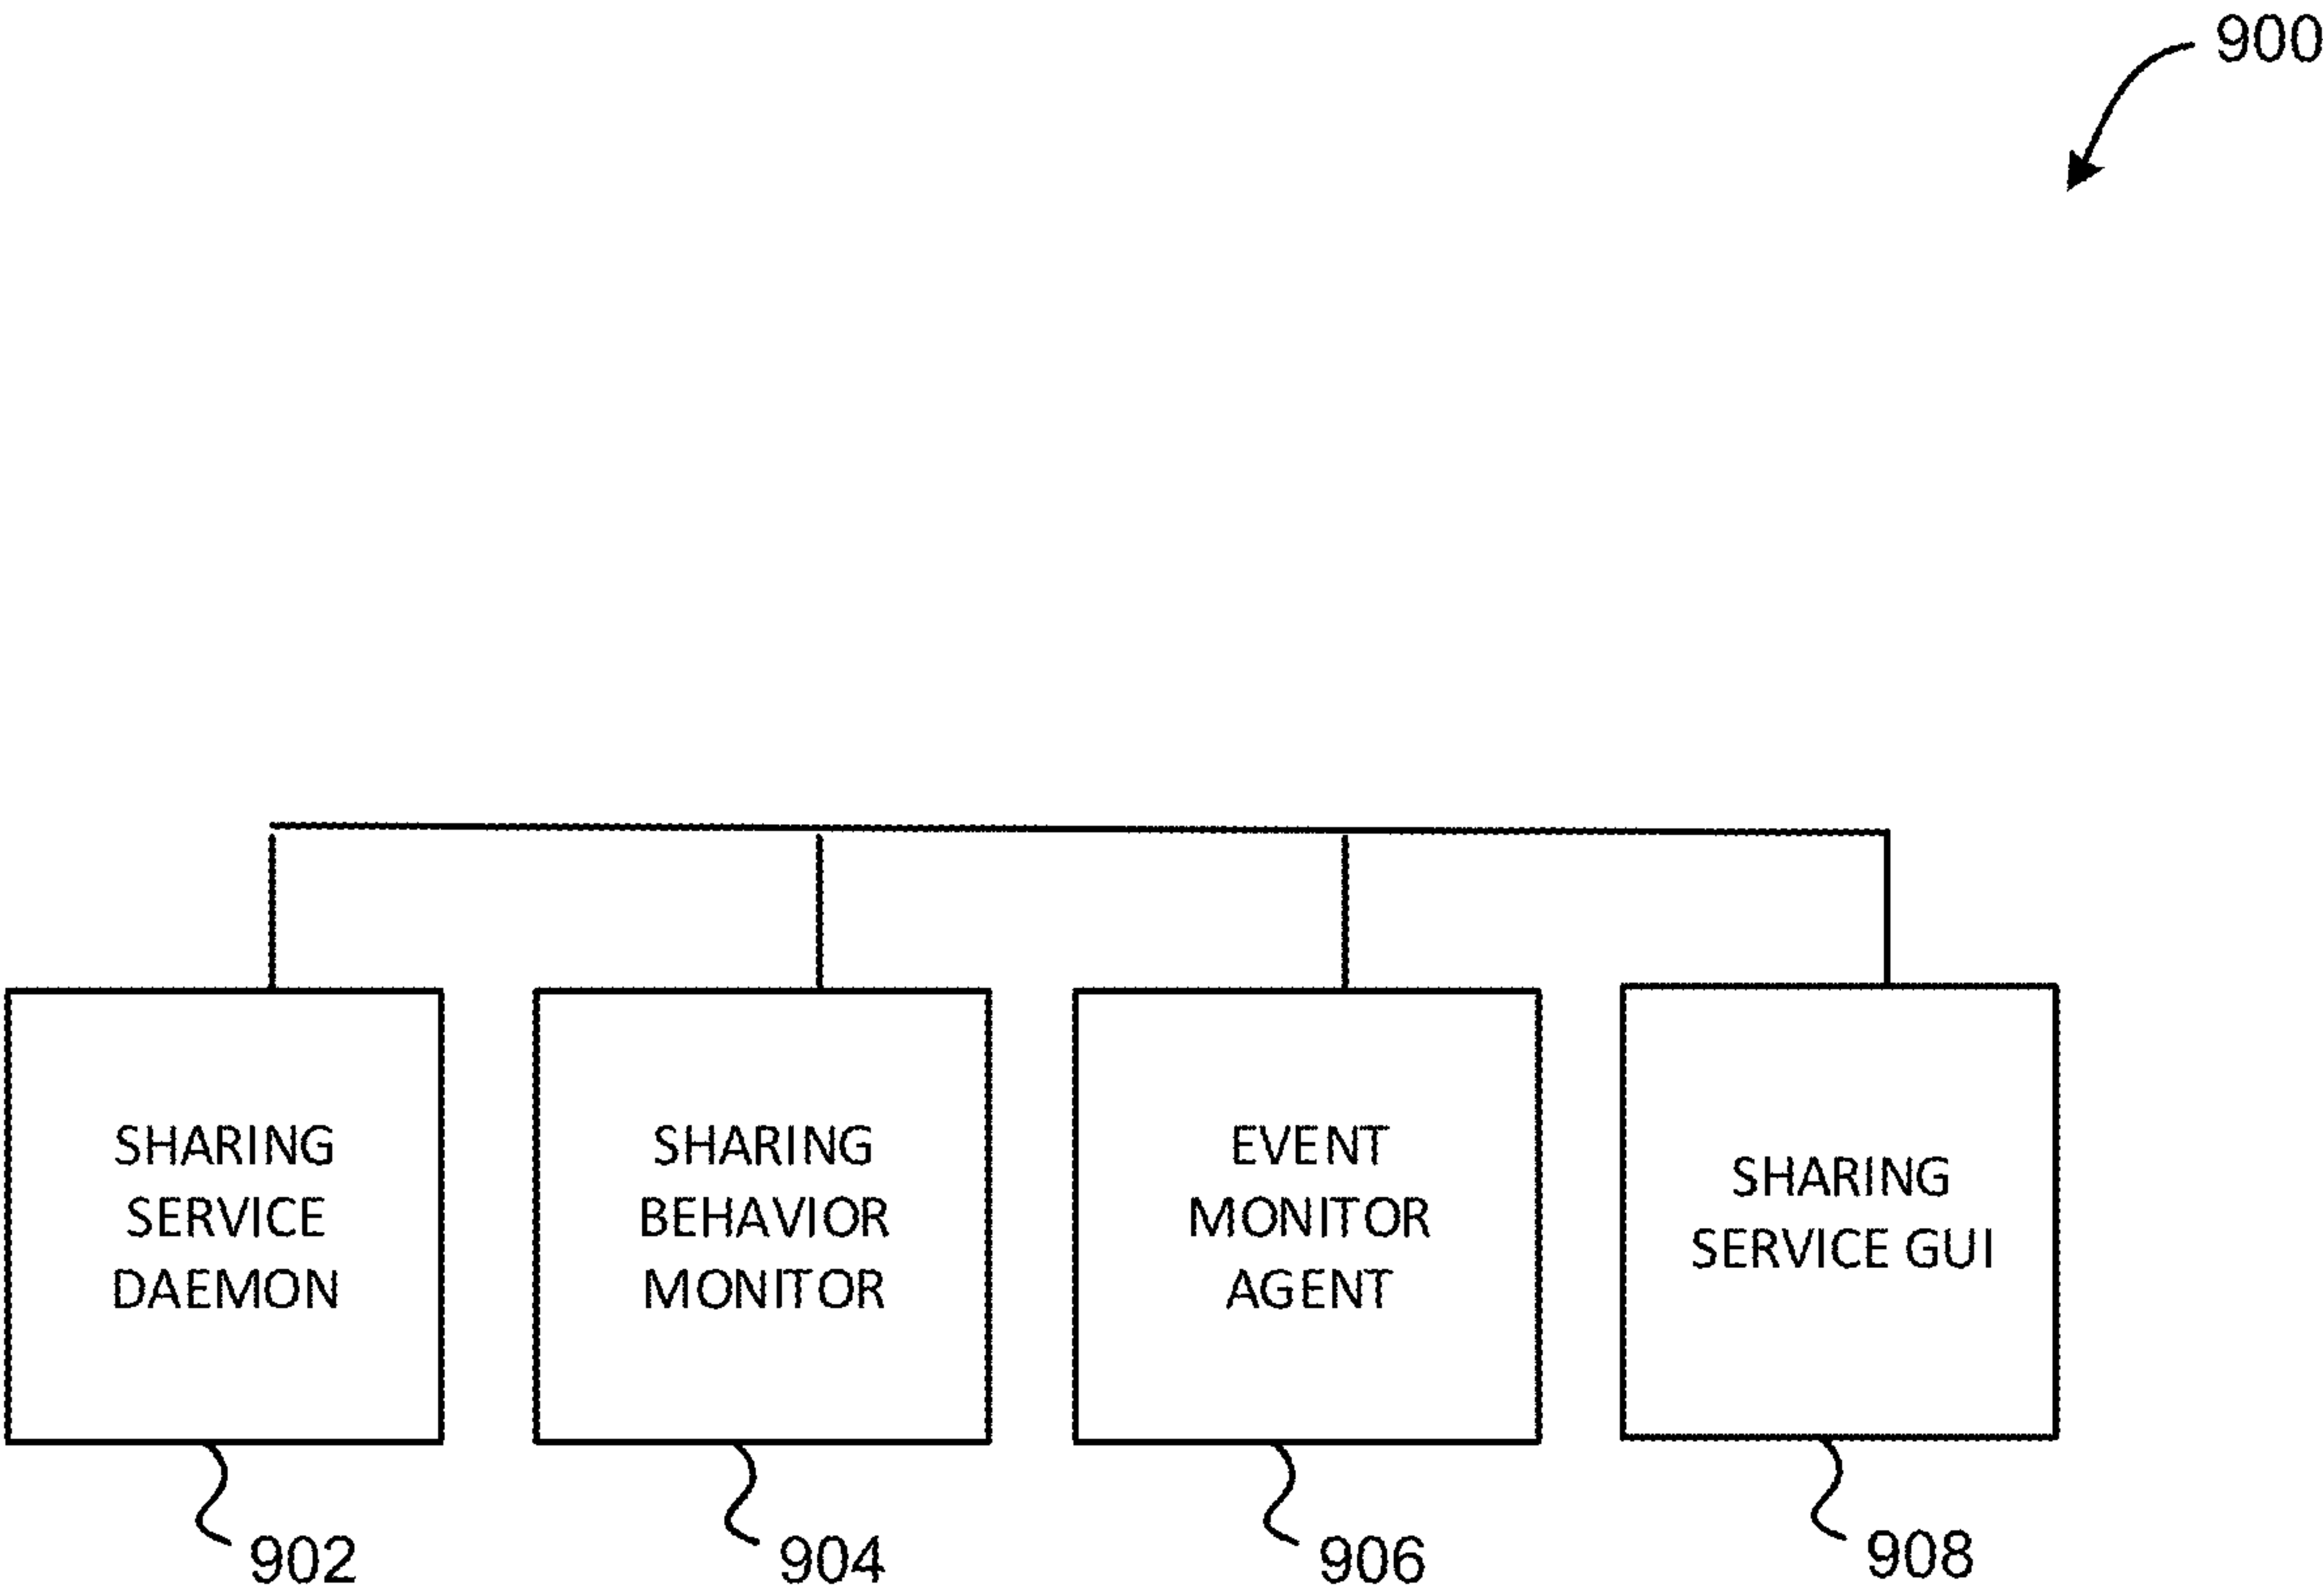 900
SHARING
SERVICE
DAEMON
SHARING
BEHAVIOR
MONITOR
EVENT
MONITOR
AGENT
SHARING
SERVICE GUI
902
904
906
908